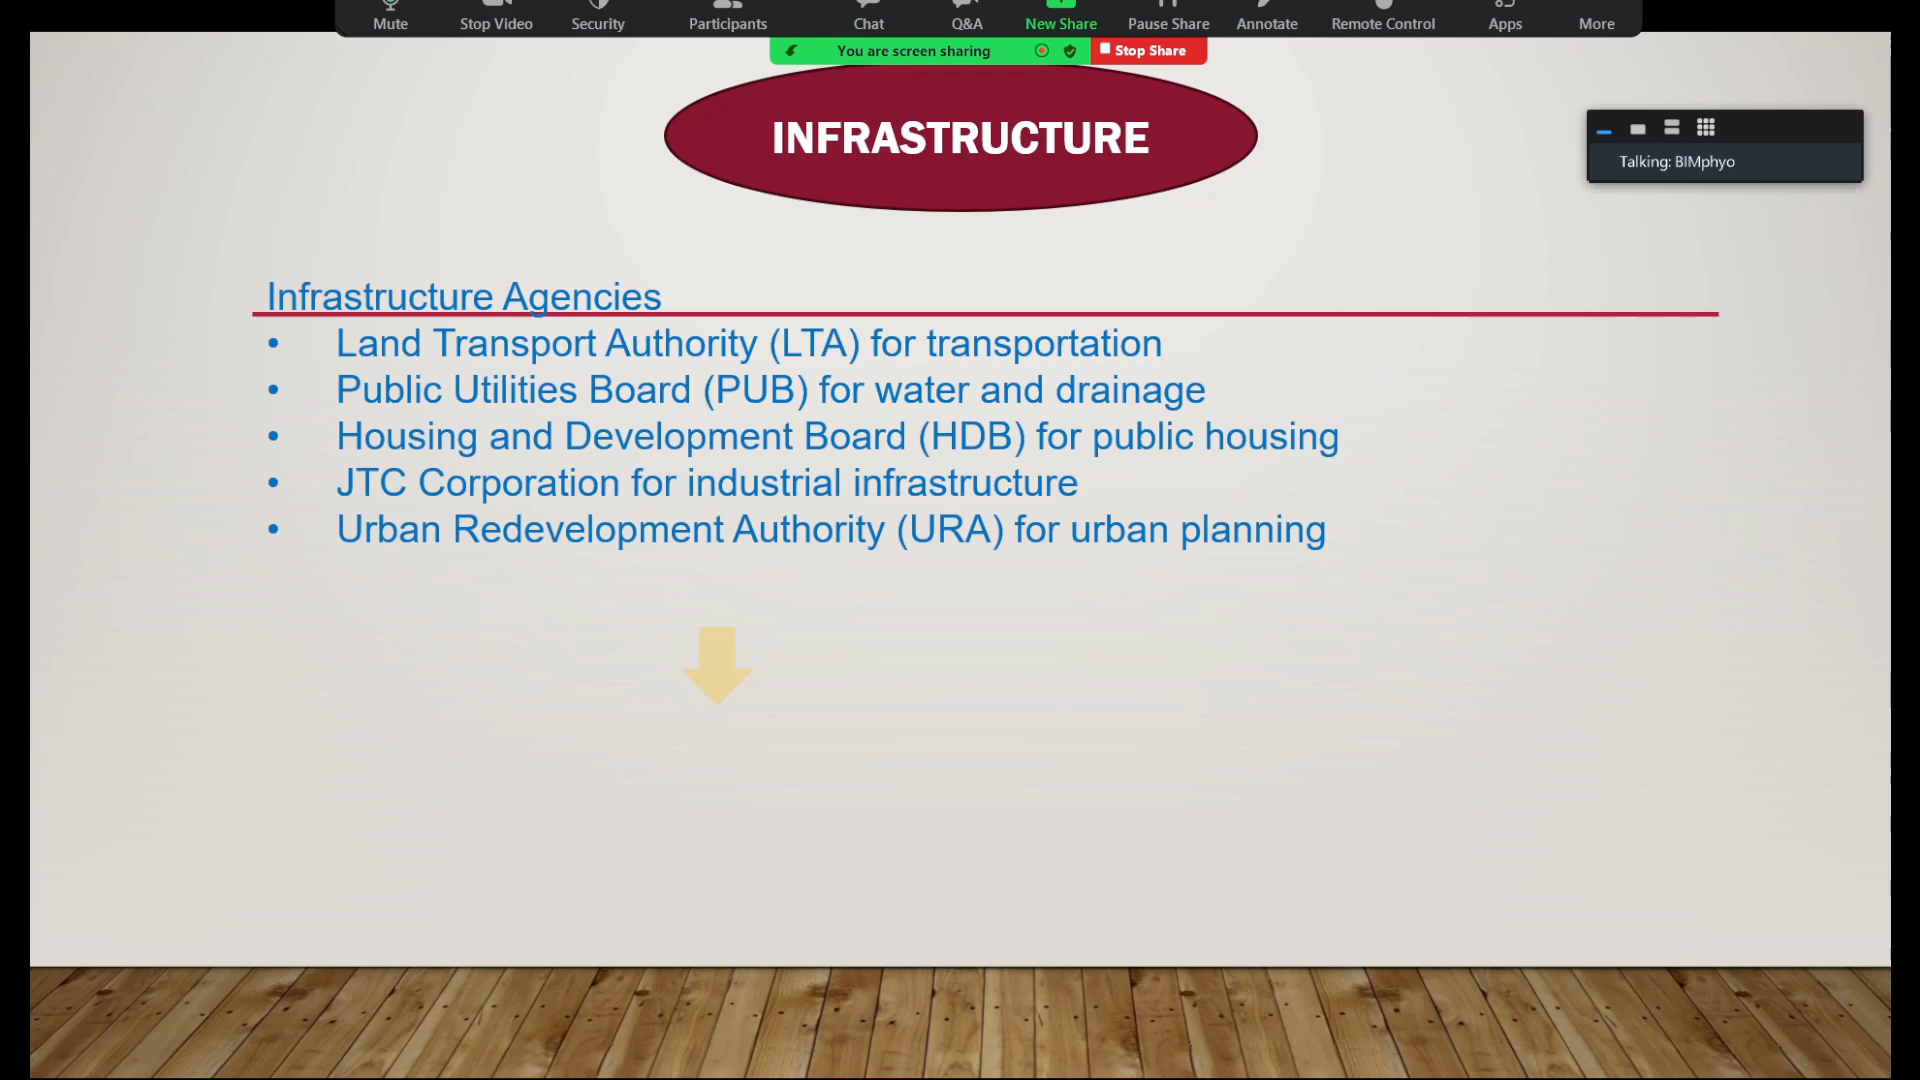 Mute Stop Video Security Participants Chat Q&A New Share Pause Share Annotate Remote Control Apps More
You are screen sharing Stop Share
INFRASTRUCTURE
Talking: BIMphyo
Infrastructure Agencies
• Land Transport Authority (LTA) for transportation
• Public Utilities Board (PUB) for water and drainage
• Housing and Development Board (HDB) for public housing
• JTC Corporation for industrial infrastructure
• Urban Redevelopment Authority (URA) for urban planning